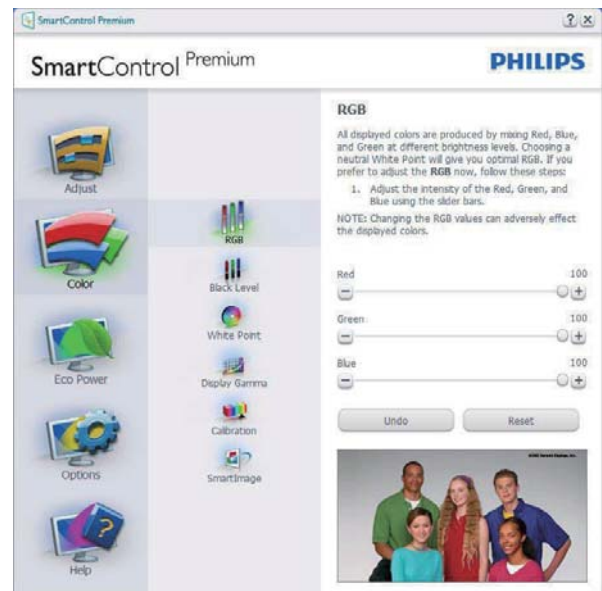 SmartControl Premium
? x
SmartControl Premium
PHILIPS
Adjust
Color
Eco Power
Options
Help
RGB
Black Level
White Point
Display Gamma
Calibration
SmartImage
RGB
All displayed colors are produced by mixing Red, Blue,
and Green at different brightness levels. Choosing a
neutral White Point will give you optimal RGB. If you
prefer to adjust the RGB now, follow these steps:
1. Adjust the intensity of the Red, Green, and
Blue using the slider bars.
NOTE: Changing the RGB values can adversely effect
the displayed colors.
Red 100
Green 100
Blue 100
Undo Reset